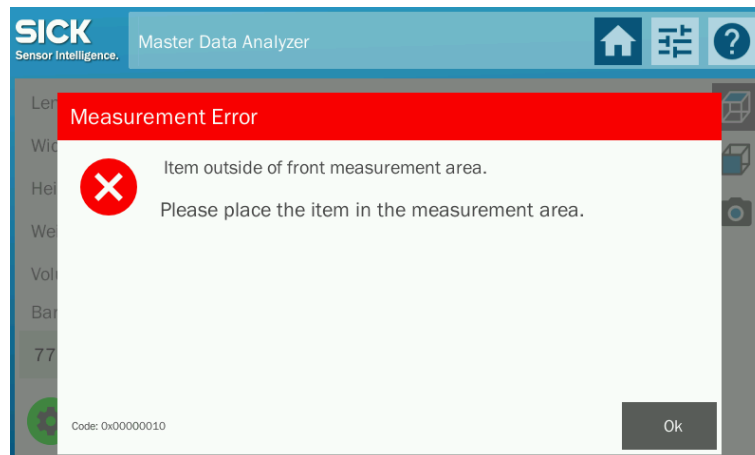 SICK
Sensor Intelligence.
Master Data Analyzer
Measurement Error
Item outside of front measurement area.
Please place the item in the measurement area.
77
Code: 0x00000010
Ok